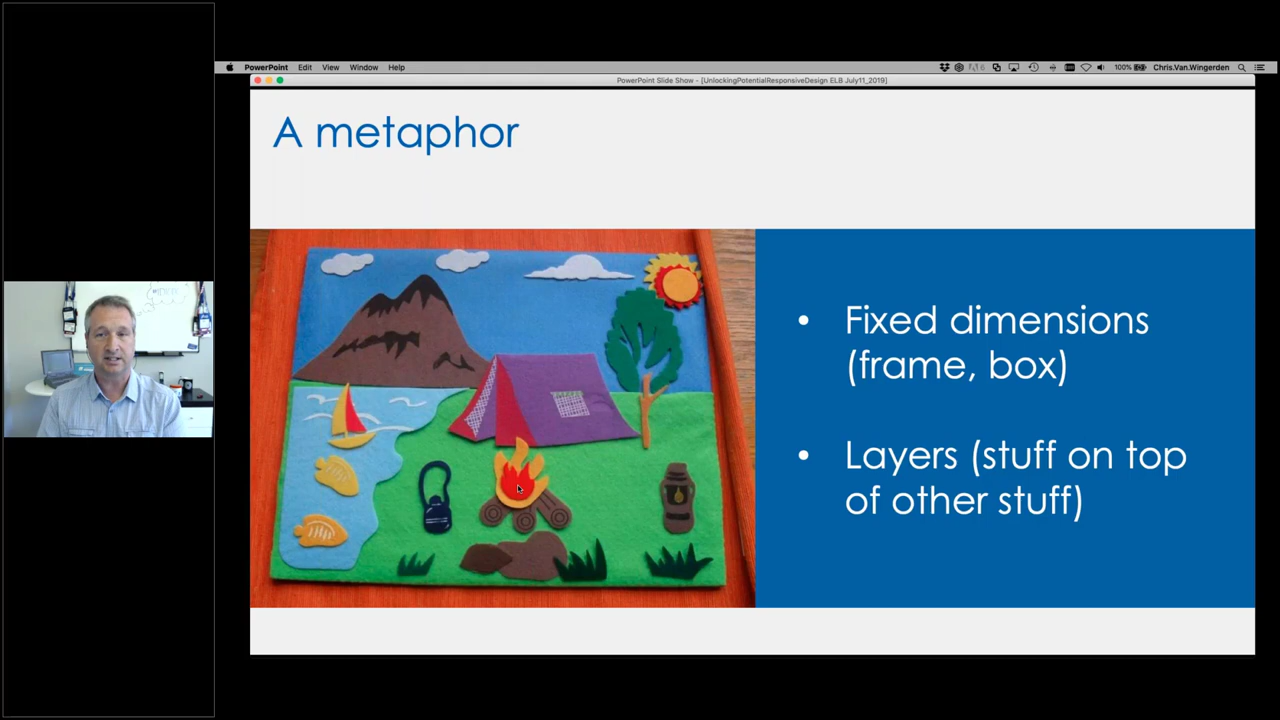 PowerPoint Edit View Window Help
100% Chris.Van.Wingerden
PowerPoint Slide Show - [UnlockingPotentialResponsiveDesign ELB July11_2019]
A metaphor
• Fixed dimensions
(frame, box)
• Layers (stuff on top
of other stuff)